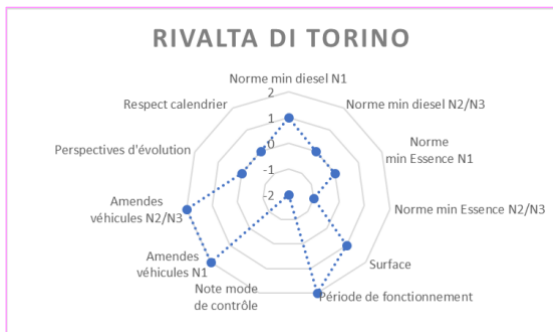 RIVALTA DI TORINO
Norme min diesel N1
2
Respect calendrier
Norme min diesel N2/N3
1
Perspectives d'évolution
0
Norme
min Essence N1
-1
Amendes
véhicules N2/N3
-2
Norme min Essence N2/N3
Amendes
véhicules N1
Surface
Note mode
de contrôle
Période de fonctionnement